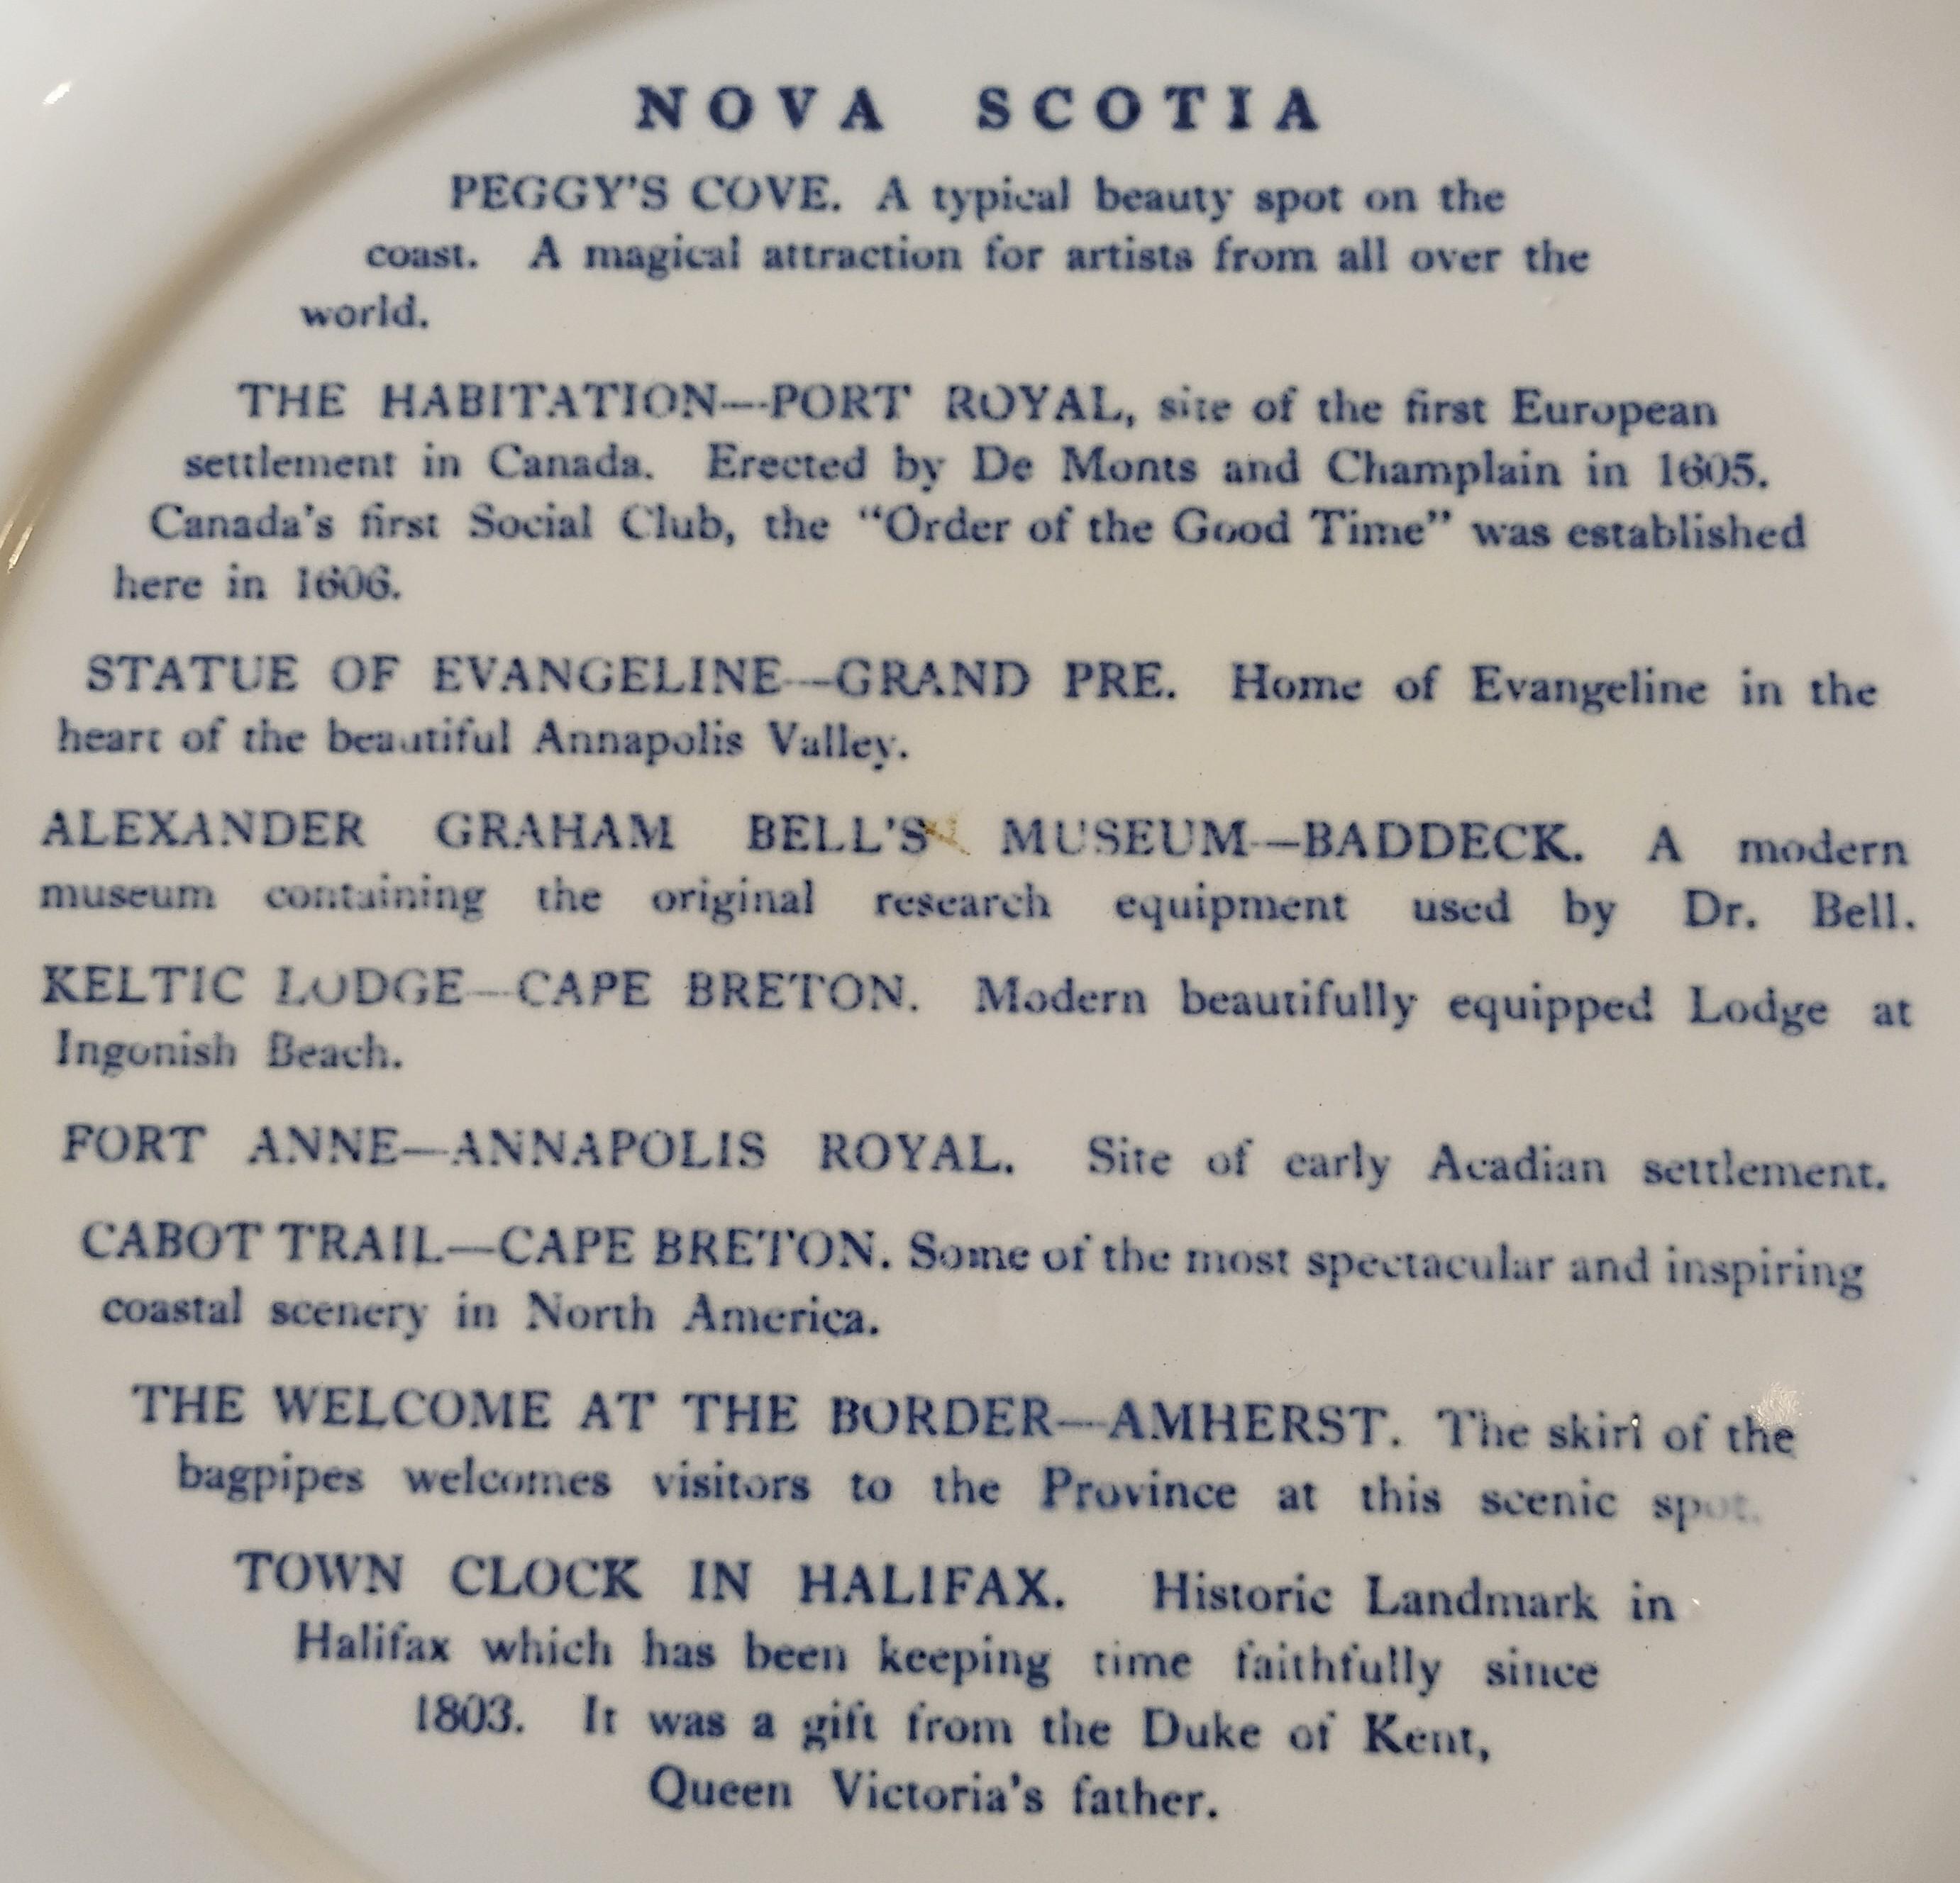 NOVA SCOTIA
PEGGY'S COVE. A typical beauty spot on the
coast. A magical attraction for artists from all over the
world.
THE HABITATION—PORT ROYAL, site of the first European
settlement in Canada. Erected by De Monts and Champlain in 1605.
Canada's first Social Club, the “Order of the Good Time” was established
here in 1606.
STATUE OF EVANGELINE—GRAND PRE. Home of Evangeline in the
heart of the beautiful Annapolis Valley.
ALEXANDER GRAHAM BELL'S MUSEUM—BADDECK. A modern
museum containing the original research equipment used by Dr. Bell.
KELTIC LODGE—CAPE BRETON. Modern beautifully equipped Lodge at
Ingonish Beach.
FORT ANNE—ANNAPOLIS ROYAL. Site of early Acadian settlement.
CABOT TRAIL—CAPE BRETON. Some of the most spectacular and inspiring
coastal scenery in North America.
THE WELCOME AT THE BORDER—AMHERST. The skirl of the
bagpipes welcomes visitors to the Province at this scenic spot.
TOWN CLOCK IN HALIFAX. Historic Landmark in
Halifax which has been keeping time faithfully since
1803. It was a gift from the Duke of Kent,
Queen Victoria's father.